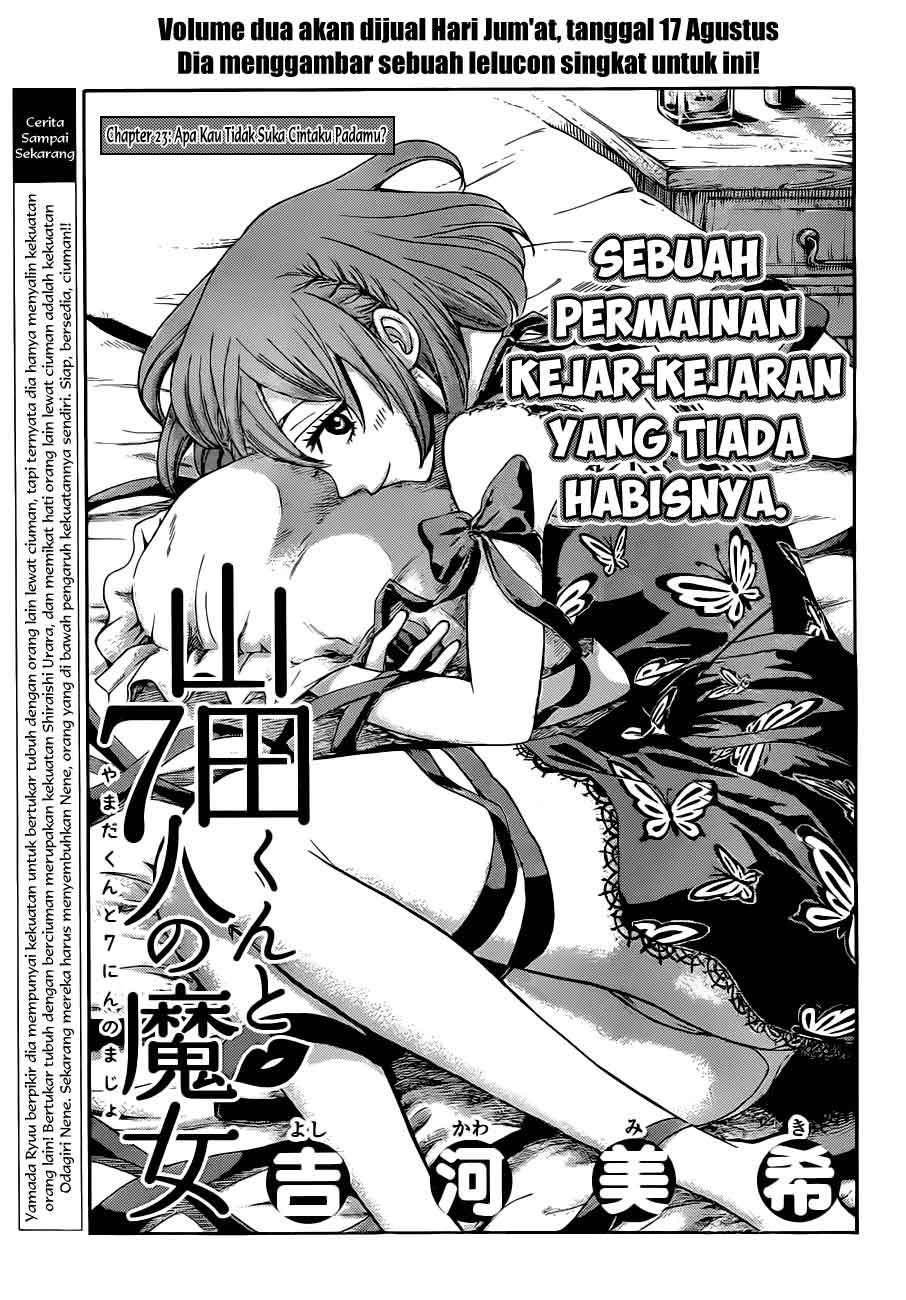 Volume dua akan dijual Hari Jum'at, tanggal 17 Agustus
Dia menggambar sebuah lelucon singkat untuk ini!
Cerita
Sampai
Sekarang
Yamada Ryuu berpikir dia mempunyai kekuatan untuk bertukar tubuh dengan orang lain lewat ciuman, tapi ternyata dia hanya menyalin kekuatan
orang lain! Bertukar tubuh dengan berciuman merupakan kekuatan Shiraishi Urara, dan memikat hati orang lain lewat ciuman adalah kekuatan
Odagiri Nene. Sekarang mereka harus menyembuhkan Nene, orang yang di bawah pengaruh kekuatannya sendiri. Siap, bersedia, ciuman!!
Chapter 23: Apa Kau Tidak Suka Cintaku Padamu?
SEBUAH
PERMAINAN
KEJAR-KEJARAN
YANG TIADA
HABISNYA.
山田くんと
7人の魔女
やまだくんと7にんのまじょ
よし かわ み き
吉河美希